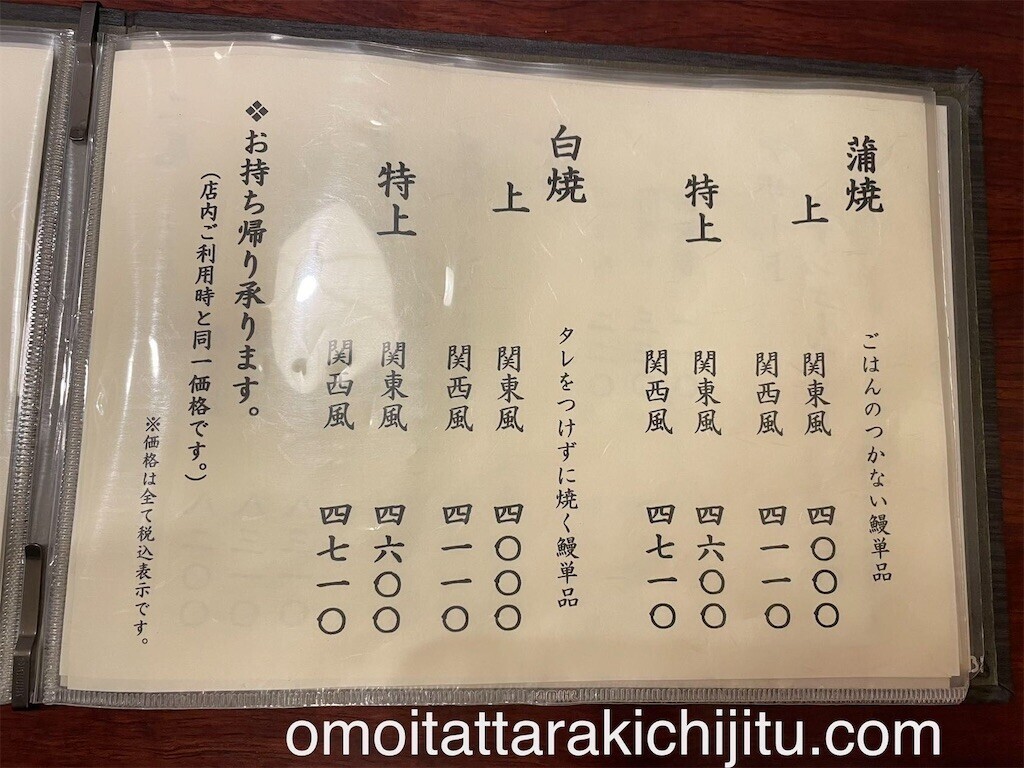 蒲焼 ごはんのつかない鰻単品
上 関東風 四〇〇〇
関西風 四一一〇
特上 関東風 四六〇〇
関西風 四七一〇
白焼 タレをつけずに焼く鰻単品
上 関東風 四〇〇〇
関西風 四一一〇
特上 関東風 四六〇〇
関西風 四七一〇
❖お持ち帰り承ります。
(店内ご利用時と同一価格です。)
※価格は全て税込表示です。
omoitattarakichijitu.com